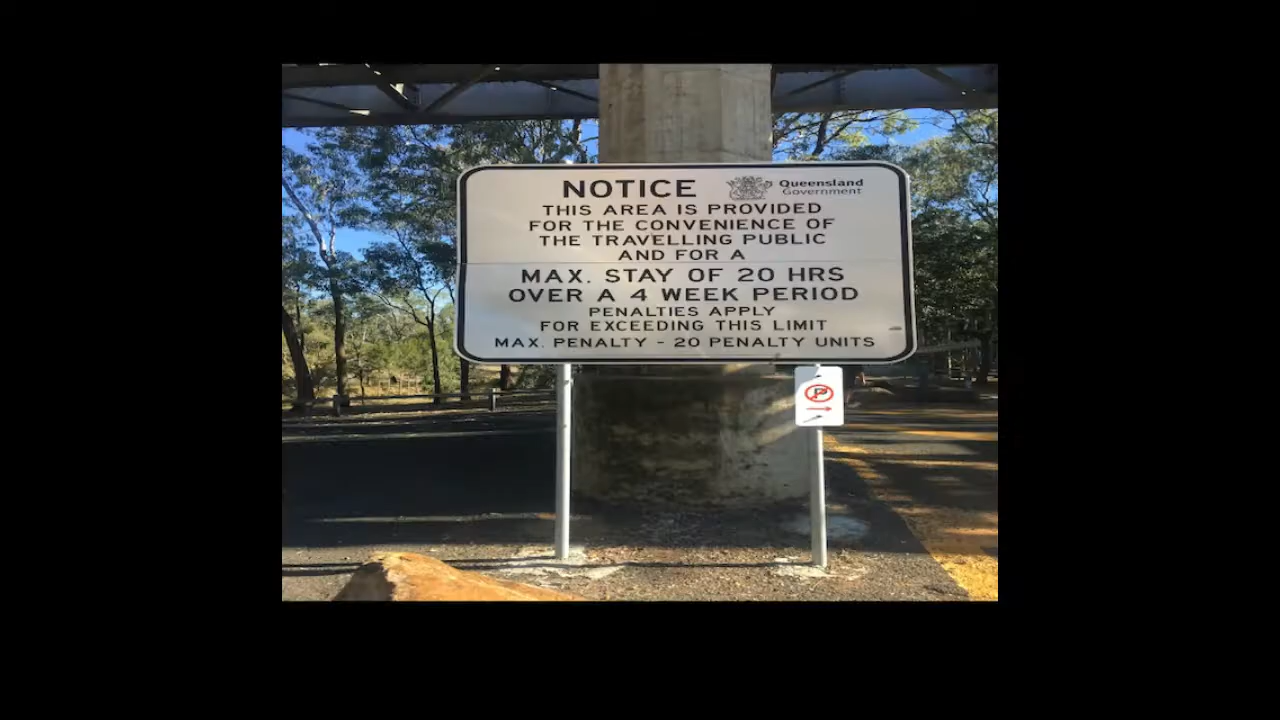 NOTICE
Queensland
Government
THIS AREA IS PROVIDED
FOR THE CONVENIENCE OF
THE TRAVELLING PUBLIC
AND FOR A
MAX. STAY OF 20 HRS
OVER A 4 WEEK PERIOD
PENALTIES APPLY
FOR EXCEEDING THIS LIMIT
MAX. PENALTY - 20 PENALTY UNITS
P